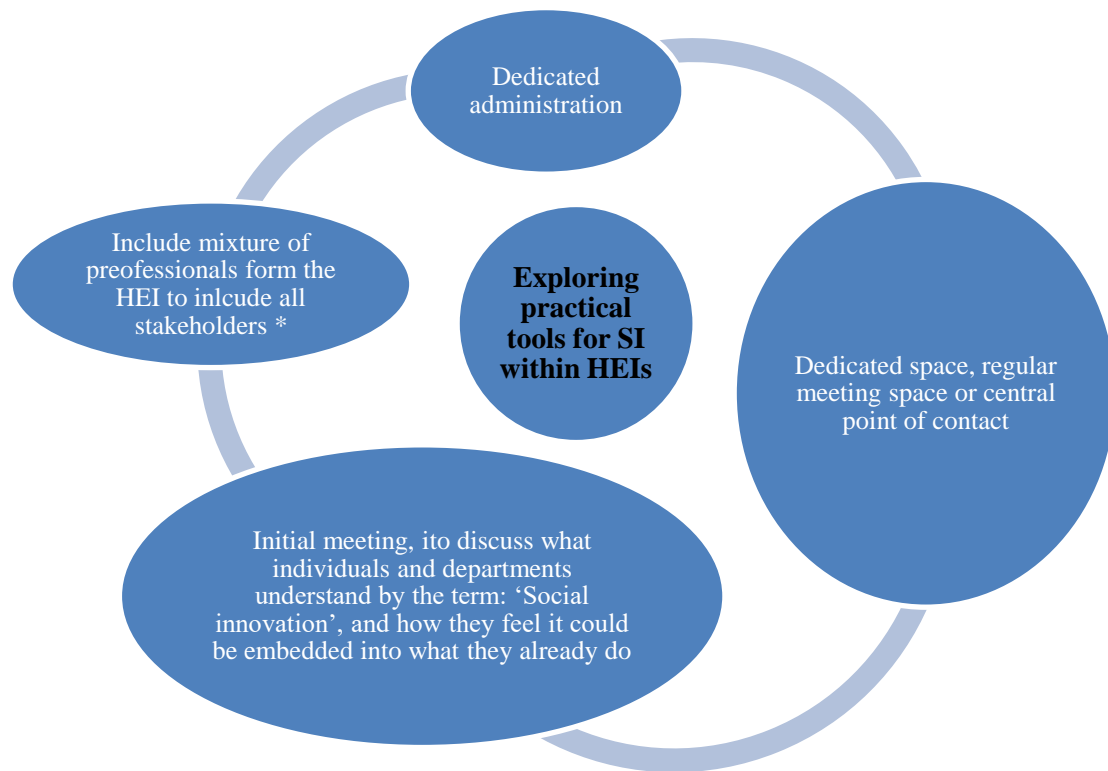 Dedicated
administration
Include mixture of
preofessionals form the
HEI to inlcude all
stakeholders *
Exploring
practical
tools for SI
within HEIs
Dedicated space, regular
meeting space or central
point of contact
Initial meeting, ito discuss what
individuals and departments
understand by the term: ‘Social
innovation’, and how they feel it could
be embedded into what they already do